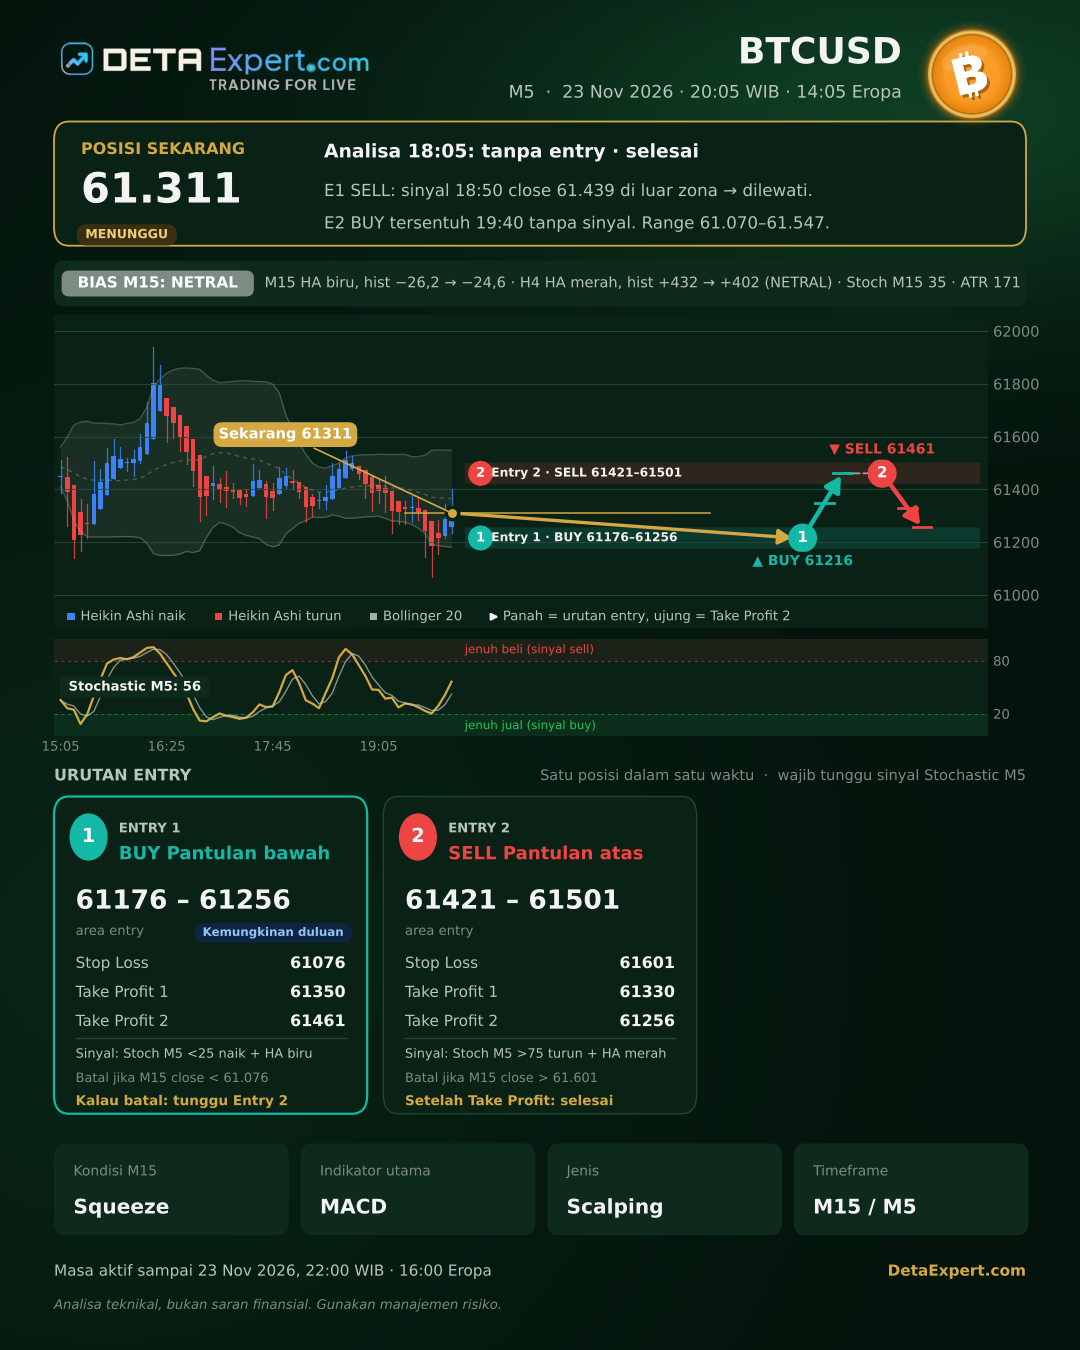 DETA Expert.com
TRADING FOR LIVE
BTCUSD
M5 · 23 Nov 2026 · 20:05 WIB · 14:05 Eropa
B
POSISI SEKARANG
61.311
MENUNGGU
Analisa 18:05: tanpa entry · selesai
E1 SELL: sinyal 18:50 close 61.439 di luar zona → dilewati.
E2 BUY tersentuh 19:40 tanpa sinyal. Range 61.070–61.547.
BIAS M15: NETRAL
M15 HA biru, hist −26,2 → −24,6 · H4 HA merah, hist +432 → +402 (NETRAL) · Stoch M15 35 · ATR 171
62000
61800
61600
61400
61200
61000
Sekarang 61311
▼ SELL 61461
2 Entry 2 · SELL 61421–61501
2
1 Entry 1 · BUY 61176–61256
1
▲ BUY 61216
Heikin Ashi naik
Heikin Ashi turun
Bollinger 20
Panah = urutan entry, ujung = Take Profit 2
jenuh beli (sinyal sell)
80
Stochastic M5: 56
20
jenuh jual (sinyal buy)
15:05
16:25
17:45
19:05
URUTAN ENTRY
Satu posisi dalam satu waktu · wajib tunggu sinyal Stochastic M5
1
ENTRY 1
BUY Pantulan bawah
61176 – 61256
area entry
Kemungkinan duluan
Stop Loss 61076
Take Profit 1 61350
Take Profit 2 61461
Sinyal: Stoch M5 <25 naik + HA biru
Batal jika M15 close < 61.076
Kalau batal: tunggu Entry 2
2
ENTRY 2
SELL Pantulan atas
61421 – 61501
area entry
Stop Loss 61601
Take Profit 1 61330
Take Profit 2 61256
Sinyal: Stoch M5 >75 turun + HA merah
Batal jika M15 close > 61.601
Setelah Take Profit: selesai
Kondisi M15
Squeeze
Indikator utama
MACD
Jenis
Scalping
Timeframe
M15 / M5
Masa aktif sampai 23 Nov 2026, 22:00 WIB · 16:00 Eropa
DetaExpert.com
Analisa teknikal, bukan saran finansial. Gunakan manajemen risiko.